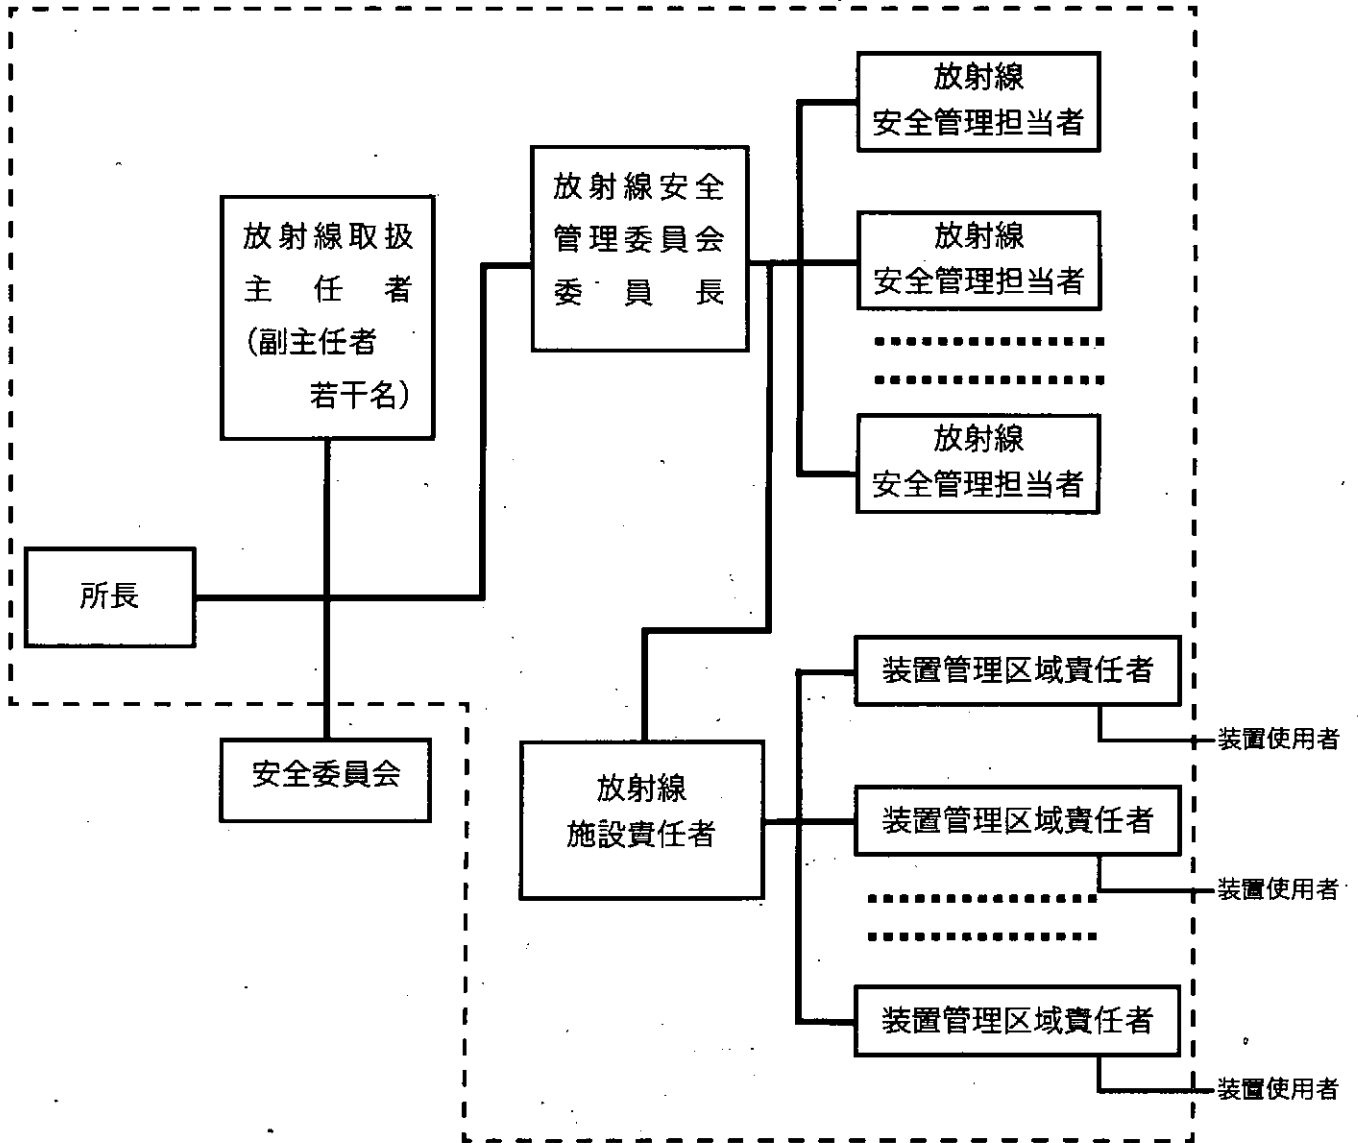 放射線
安全管理担当者
放射線安全
管理委員会
委員長
放射線取扱
主任者
(副主任者
若干名)
放射線
安全管理担当者
放射線
安全管理担当者
所長
安全委員会
放射線
施設責任者
装置管理区域責任者
装置使用者
装置管理区域責任者
装置使用者
装置管理区域責任者
装置使用者